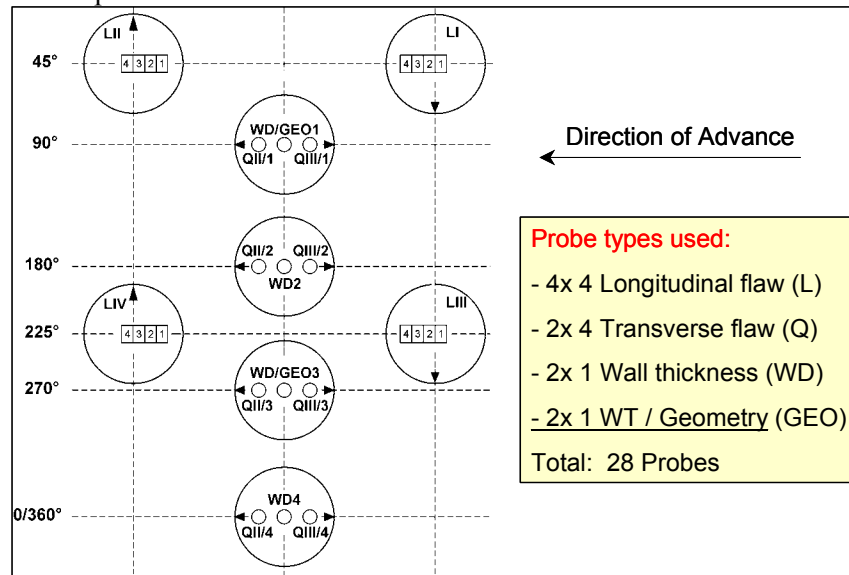 LII
LI
4 3 2 1
4 3 2 1
45°
WD/GEO1
90°
QII/1 QIII/1
Direction of Advance
QII/2 QIII/2
180°
WD2
LIV
LIII
225°
4 3 2 1
4 3 2 1
WD/GEO3
270°
QII/3 QIII/3
WD4
0/360°
QII/4 QIII/4
Probe types used:
- 4x 4 Longitudinal flaw (L)
- 2x 4 Transverse flaw (Q)
- 2x 1 Wall thickness (WD)
- 2x 1 WT / Geometry (GEO)
Total: 28 Probes